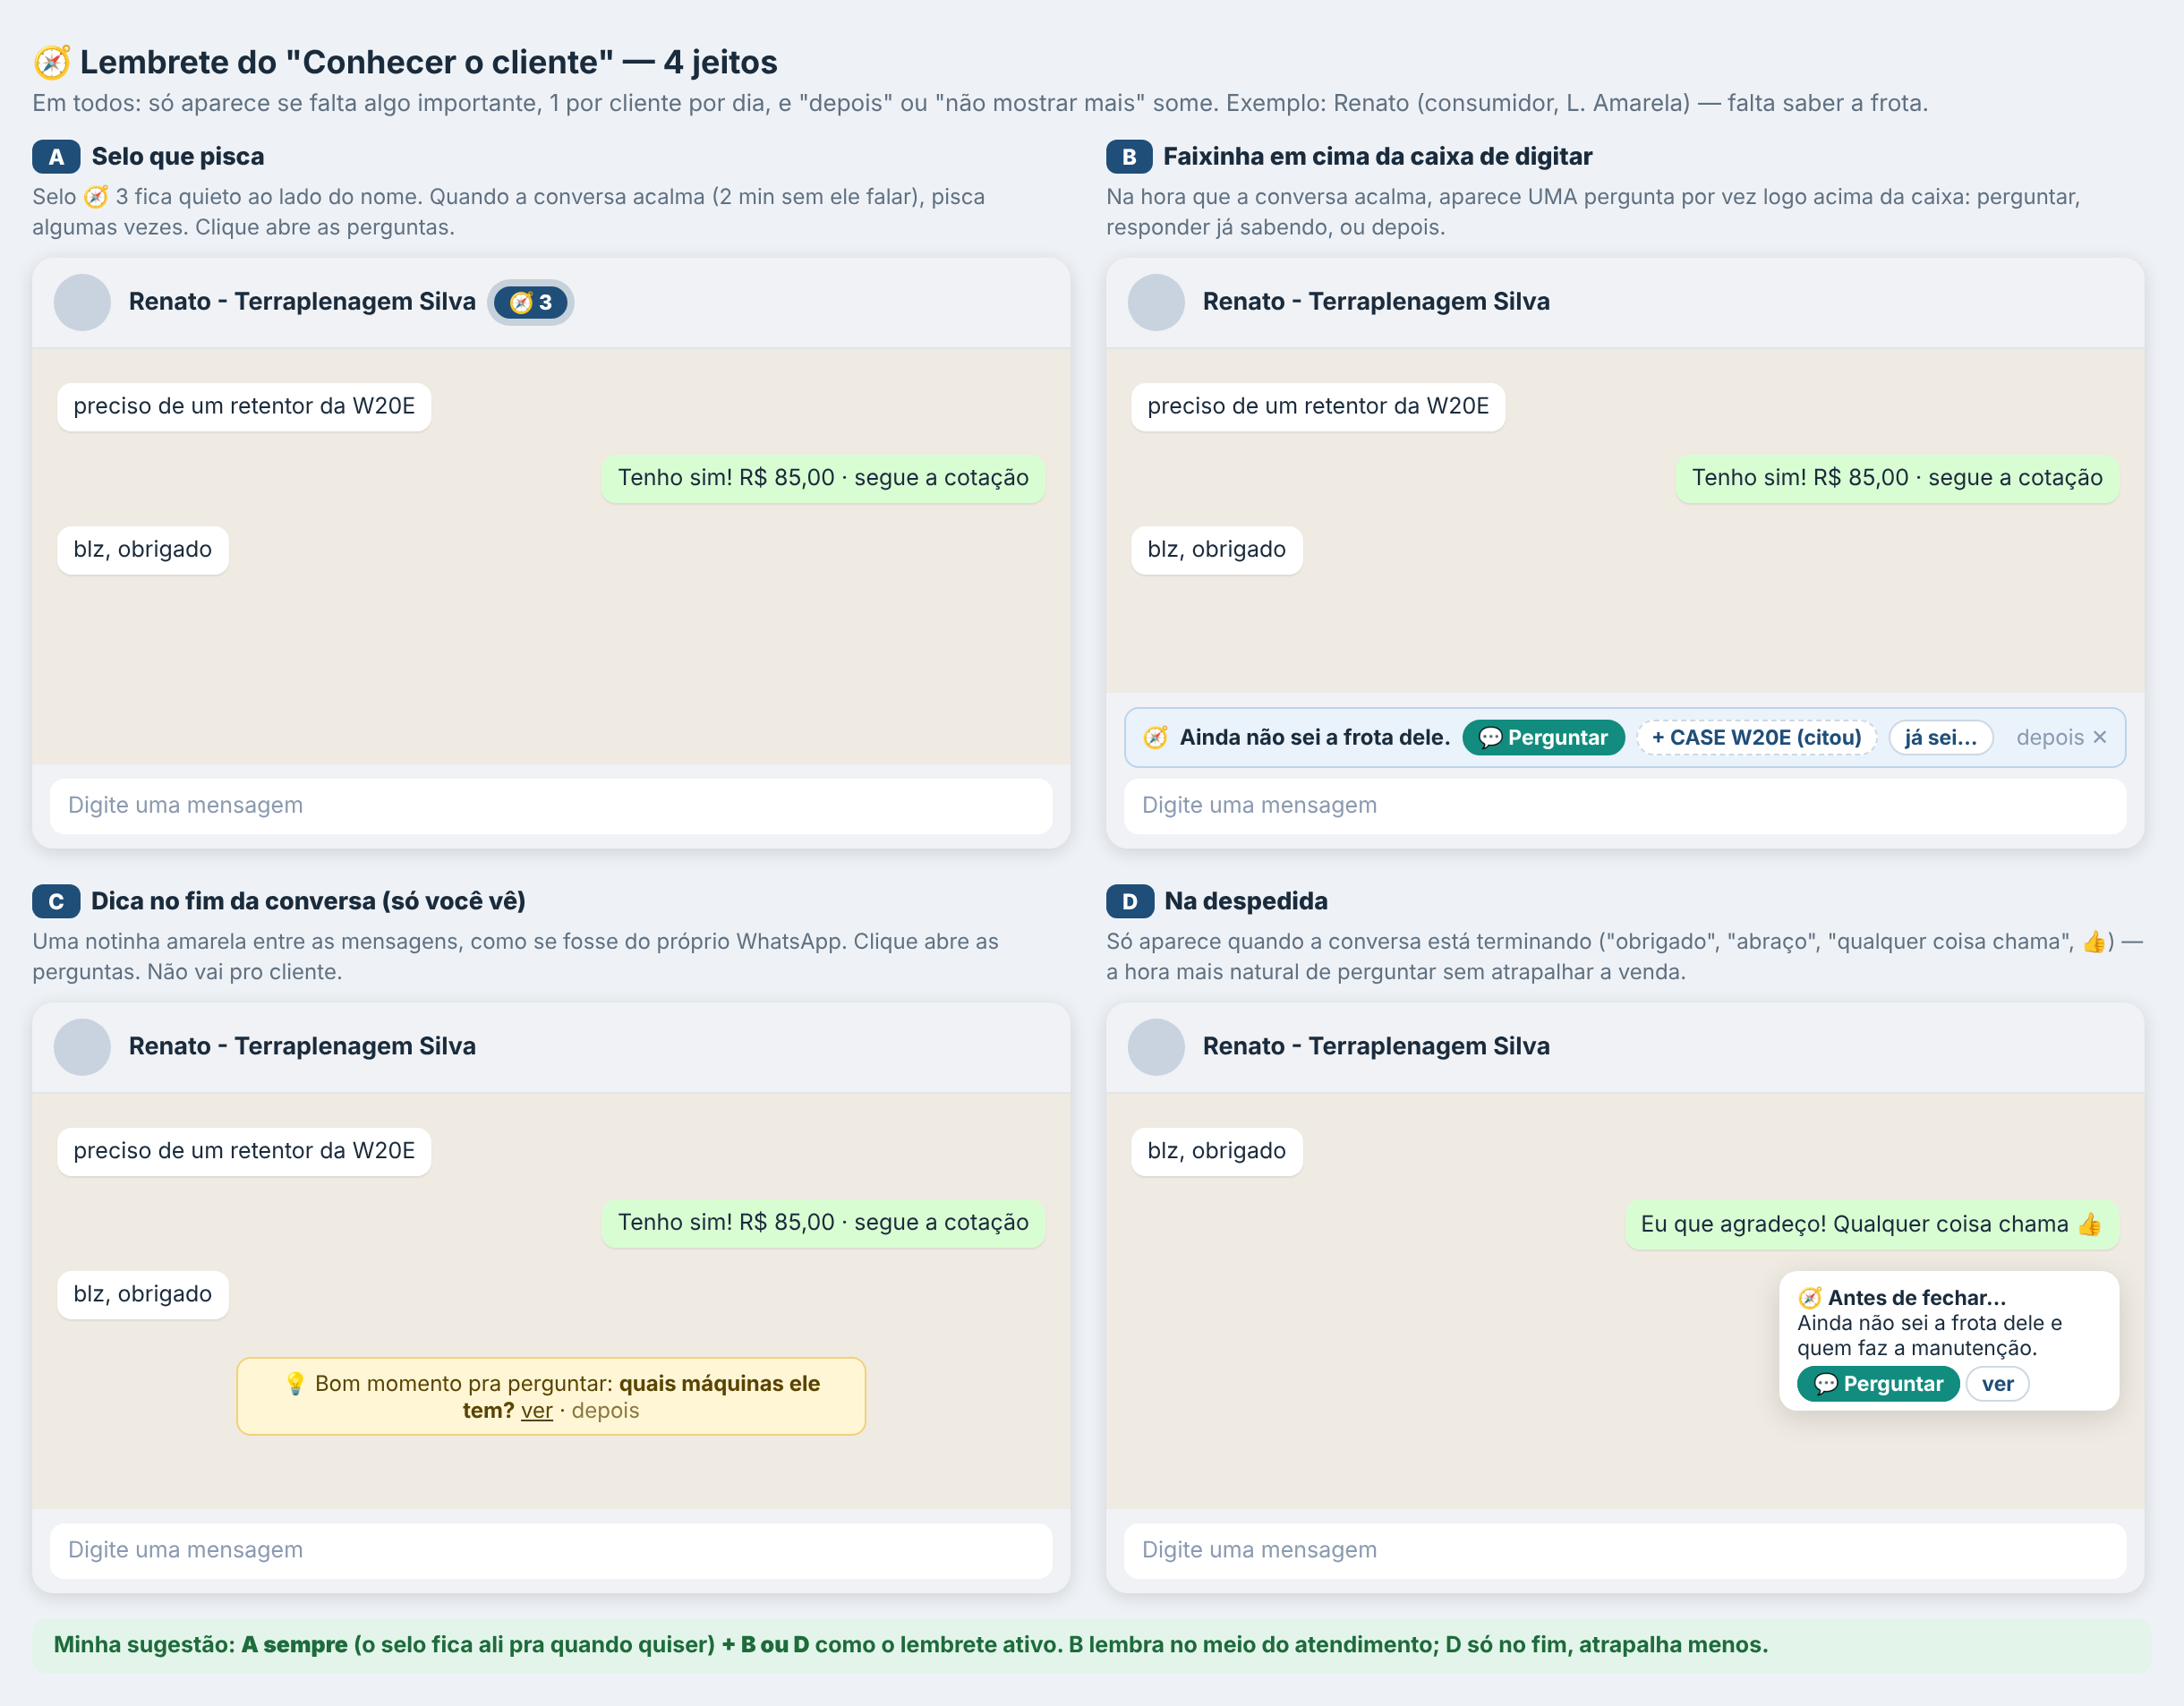 🧭 Lembrete do "Conhecer o cliente" — 4 jeitos
Em todos: só aparece se falta algo importante, 1 por cliente por dia, e "depois" ou "não mostrar mais" some. Exemplo: Renato (consumidor, L. Amarela) — falta saber a frota.
A Selo que pisca
Selo 🧭 3 fica quieto ao lado do nome. Quando a conversa acalma (2 min sem ele falar), pisca
algumas vezes. Clique abre as perguntas.
Renato - Terraplenagem Silva 🧭 3
preciso de um retentor da W20E
Tenho sim! R$ 85,00 · segue a cotação
blz, obrigado
Digite uma mensagem
B Faixinha em cima da caixa de digitar
Na hora que a conversa acalma, aparece UMA pergunta por vez logo acima da caixa: perguntar,
responder já sabendo, ou depois.
Renato - Terraplenagem Silva
preciso de um retentor da W20E
Tenho sim! R$ 85,00 · segue a cotação
blz, obrigado
🧭 Ainda não sei a frota dele. 💬 Perguntar + CASE W20E (citou) já sei... depois ✕
Digite uma mensagem
C Dica no fim da conversa (só você vê)
Uma notinha amarela entre as mensagens, como se fosse do próprio WhatsApp. Clique abre as
perguntas. Não vai pro cliente.
Renato - Terraplenagem Silva
preciso de um retentor da W20E
Tenho sim! R$ 85,00 · segue a cotação
blz, obrigado
💡 Bom momento pra perguntar: quais máquinas ele
tem? ver · depois
Digite uma mensagem
D Na despedida
Só aparece quando a conversa está terminando ("obrigado", "abraço", "qualquer coisa chama", 👍) —
a hora mais natural de perguntar sem atrapalhar a venda.
Renato - Terraplenagem Silva
blz, obrigado
Eu que agradeço! Qualquer coisa chama 👍
🧭 Antes de fechar...
Ainda não sei a frota dele e
quem faz a manutenção.
💬 Perguntar ver
Digite uma mensagem
Minha sugestão: A sempre (o selo fica ali pra quando quiser) + B ou D como o lembrete ativo. B lembra no meio do atendimento; D só no fim, atrapalha menos.